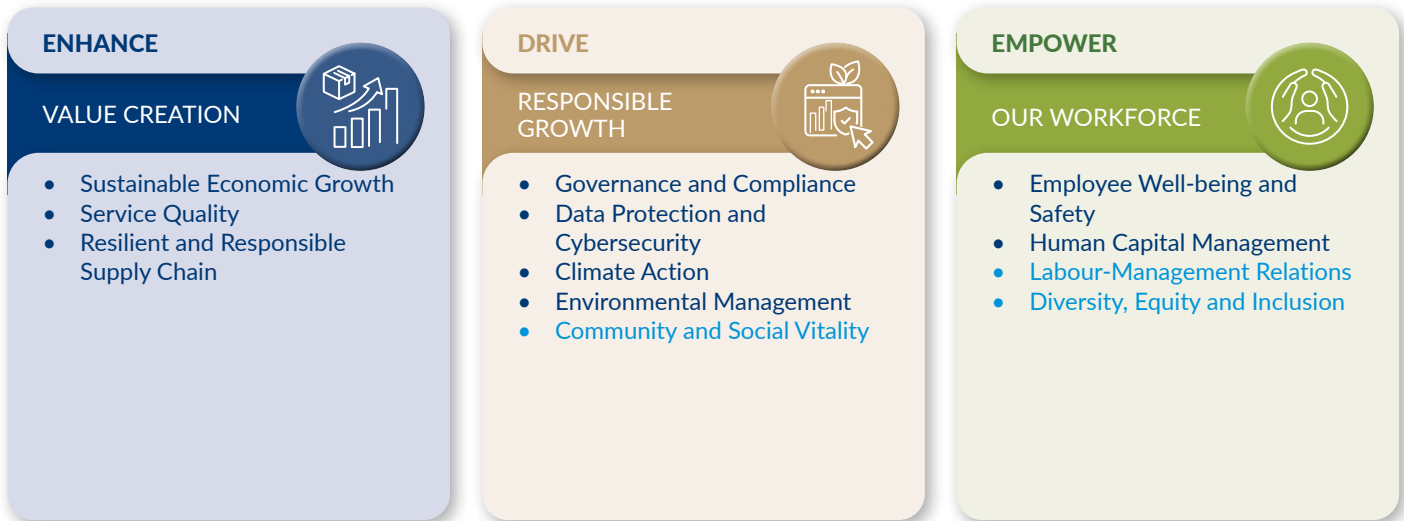 ENHANCE
VALUE CREATION
• Sustainable Economic Growth
• Service Quality
• Resilient and Responsible
Supply Chain
DRIVE
RESPONSIBLE
GROWTH
• Governance and Compliance
• Data Protection and
Cybersecurity
• Climate Action
• Environmental Management
• Community and Social Vitality
EMPOWER
OUR WORKFORCE
• Employee Well-being and
Safety
• Human Capital Management
• Labour-Management Relations
• Diversity, Equity and Inclusion